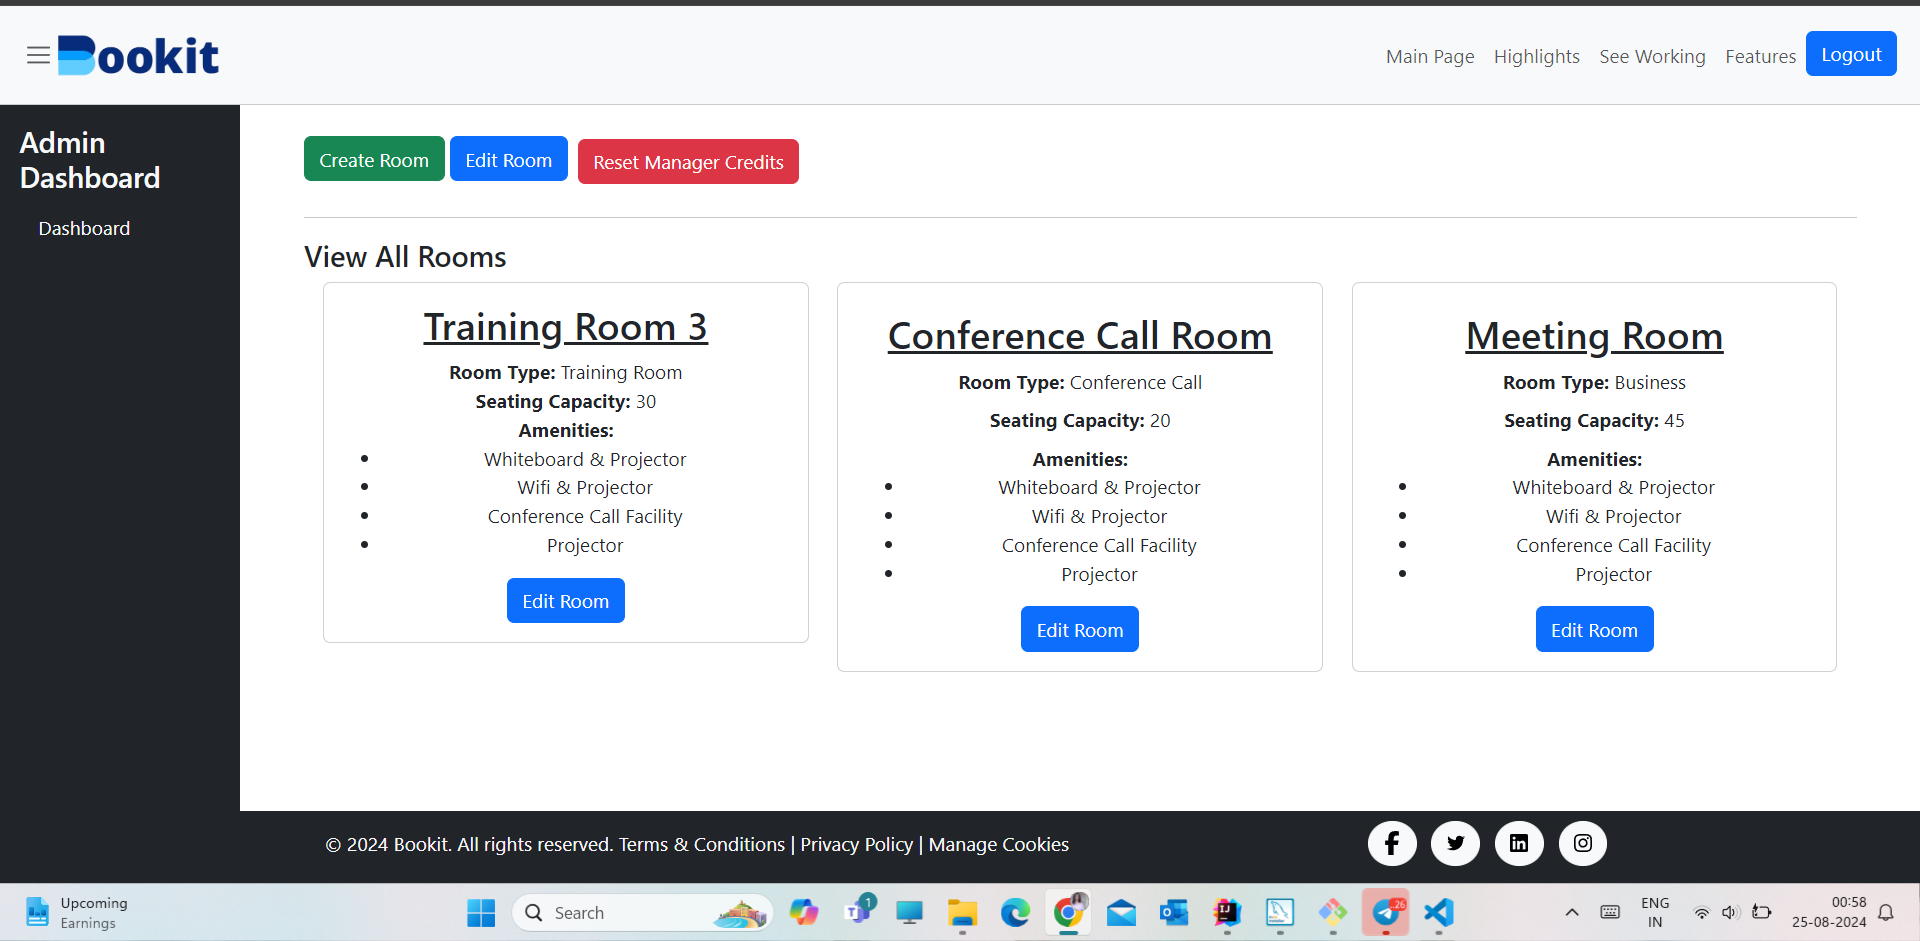 Bookit
Main Page Highlights See Working Features Logout
Admin
Dashboard
Dashboard
Create Room Edit Room Reset Manager Credits
View All Rooms
Training Room 3
Room Type: Training Room
Seating Capacity: 30
Amenities:
Whiteboard & Projector
Wifi & Projector
Conference Call Facility
Projector
Edit Room
Conference Call Room
Room Type: Conference Call
Seating Capacity: 20
Amenities:
Whiteboard & Projector
Wifi & Projector
Conference Call Facility
Projector
Edit Room
Meeting Room
Room Type: Business
Seating Capacity: 45
Amenities:
Whiteboard & Projector
Wifi & Projector
Conference Call Facility
Projector
Edit Room
© 2024 Bookit. All rights reserved. Terms & Conditions | Privacy Policy | Manage Cookies
Upcoming
Earnings
Search
1
.26
ENG
IN
00:58
25-08-2024